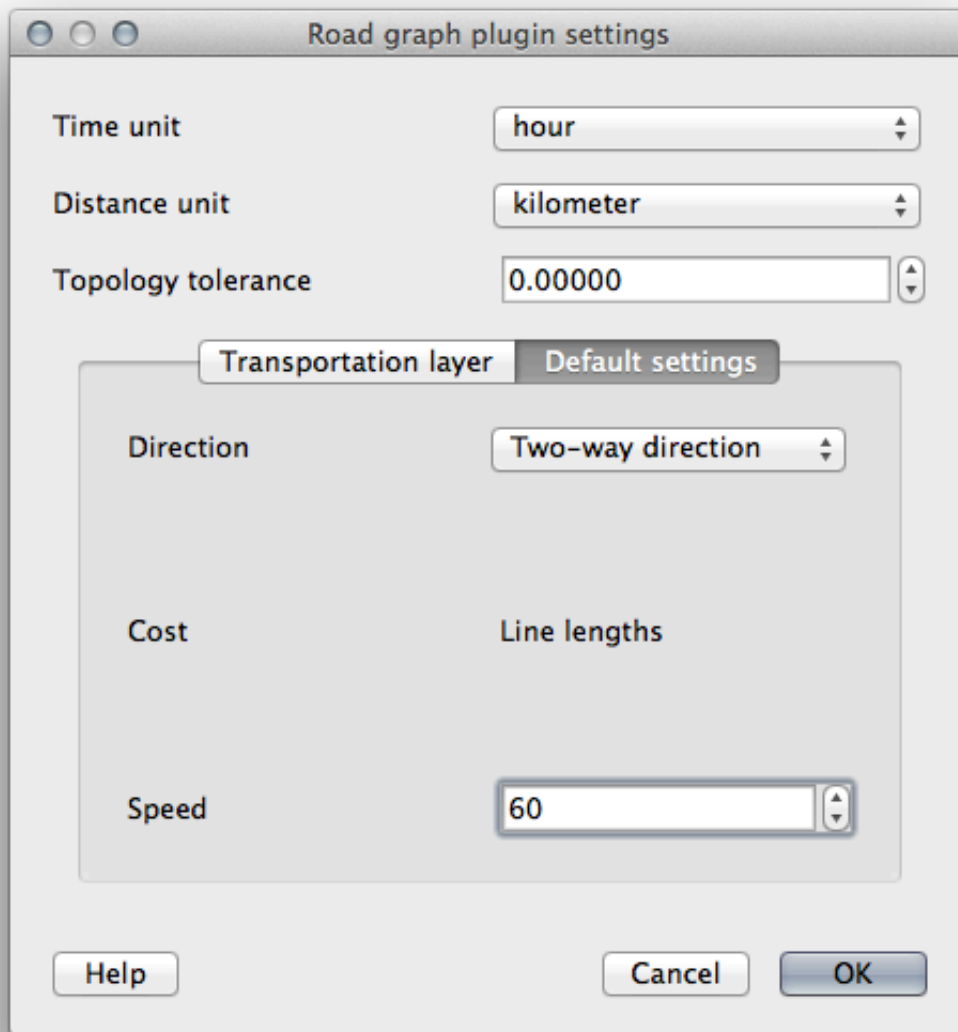 Road graph plugin settings
Time unit hour
Distance unit kilometer
Topology tolerance 0.00000
Transportation layer Default settings
Direction Two-way direction
Cost Line lengths
Speed 60
Help Cancel OK